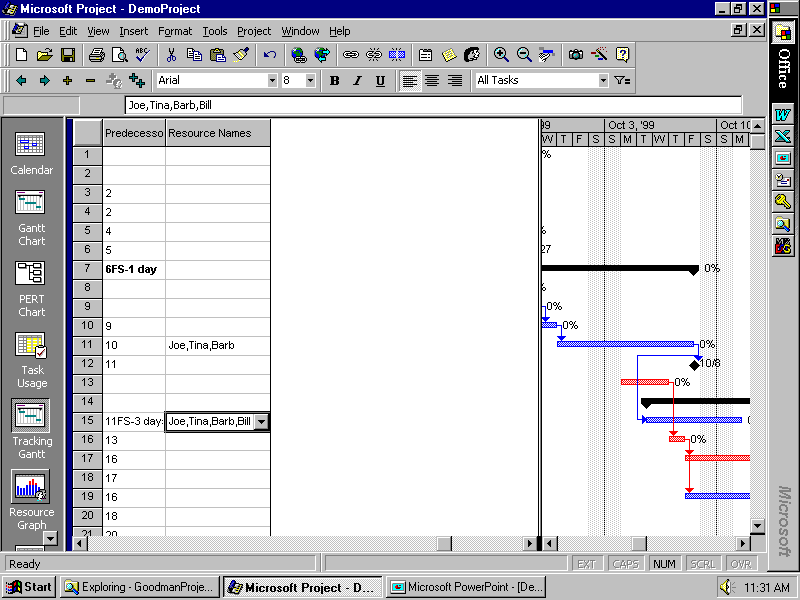 Microsoft Project - DemoProject
File Edit View Insert Format Tools Project Window Help
Arial 8 B I U All Tasks
Joe,Tina,Barb,Bill
Predecesso Resource Names
99 Oct 3, '99 Oct 10
W T F S S M T W T F S S M
1
2
3 2
4 2
5 4
6 5
7 6FS-1 day
8
9
10 9
11 10 Joe,Tina,Barb
12 11
13
14
15 11FS-3 day: Joe,Tina,Barb,Bill
16 13
17 16
18 17
19 16
20 18
21 20
%
%
27
0%
%
0%
0%
0%
10/8
0%
0%
Calendar
Gantt
Chart
PERT
Chart
Task
Usage
Tracking
Gantt
Resource
Graph
Office
Microsoft
Ready EXT CAPS NUM SCRL OVR
Start Exploring - GoodmanProje... Microsoft Project - D... Microsoft PowerPoint - [De... 11:31 AM